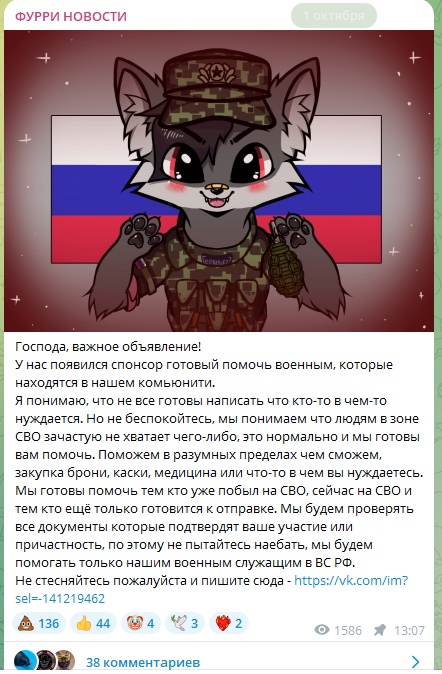 ФУРРИ НОВОСТИ
1 октября
Господа, важное объявление!
У нас появился спонсор готовый помочь военным, которые
находятся в нашем комьюнити.
Я понимаю, что не все готовы написать что кто-то в чем-то
нуждается. Но не беспокойтесь, мы понимаем что людям в зоне
СВО зачастую не хватает чего-либо, это нормально и мы готовы
вам помочь. Поможем в разумных пределах чем сможем,
закупка брони, каски, медицина или что-то в чем вы нуждаетесь.
Мы готовы помочь тем кто уже побыл на СВО, сейчас на СВО и
тем кто ещё только готовится к отправке. Мы будем проверять
все документы которые подтвердят ваше участие или
причастность, по этому не пытайтесь наебать, мы будем
помогать только нашим военным служащим в ВС РФ.
Не стесняйтесь пожалуйста и пишите сюда - https://vk.com/im?
sel=-141219462
136 44 4 3 2
1586 13:07
38 комментариев